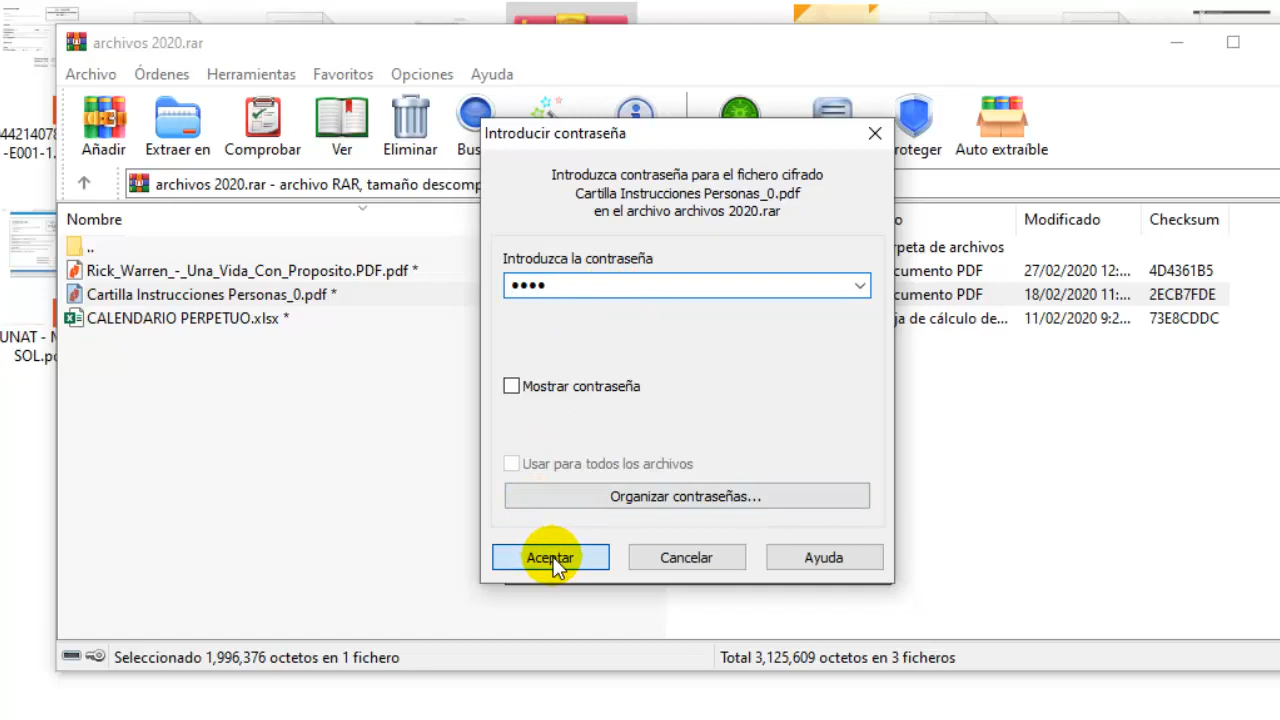 archivos 2020.rar
Archivo Órdenes Herramientas Favoritos Opciones Ayuda
Añadir Extraer en Comprobar Ver Eliminar Bus roteger Auto extraíble
archivos 2020.rar - archivo RAR, tamaño descomp
Introducir contraseña
Introduzca contraseña para el fichero cifrado
Cartilla Instrucciones Personas_0.pdf
en el archivo archivos 2020.rar
Introduzca la contraseña
••••
Mostrar contraseña
Usar para todos los archivos
Organizar contraseñas...
Aceptar Cancelar Ayuda
Nombre o Modificado Checksum
.. rpeta de archivos
Rick_Warren_-_Una_Vida_Con_Proposito.PDF.pdf * cumento PDF 27/02/2020 12:... 4D4361B5
Cartilla Instrucciones Personas_0.pdf * cumento PDF 18/02/2020 11:... 2ECB7FDE
CALENDARIO PERPETUO.xlsx * ja de cálculo de... 11/02/2020 9:2... 73E8CDDC
Seleccionado 1,996,376 octetos en 1 fichero
Total 3,125,609 octetos en 3 ficheros
44214078
-E001-1.
UNAT - M
SOL.pd